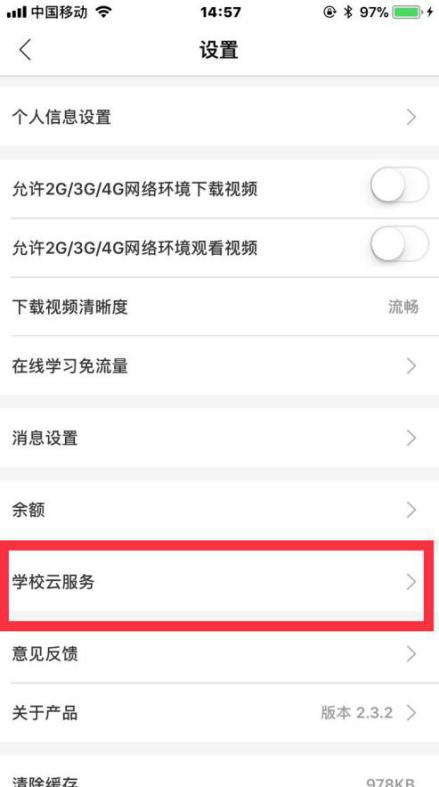 中国移动 14:57 97%
设置
个人信息设置
允许2G/3G/4G网络环境下载视频
允许2G/3G/4G网络环境观看视频
下载视频清晰度 流畅
在线学习免流量
消息设置
余额
学校云服务
意见反馈
关于产品 版本 2.3.2
清除缓存 978KB